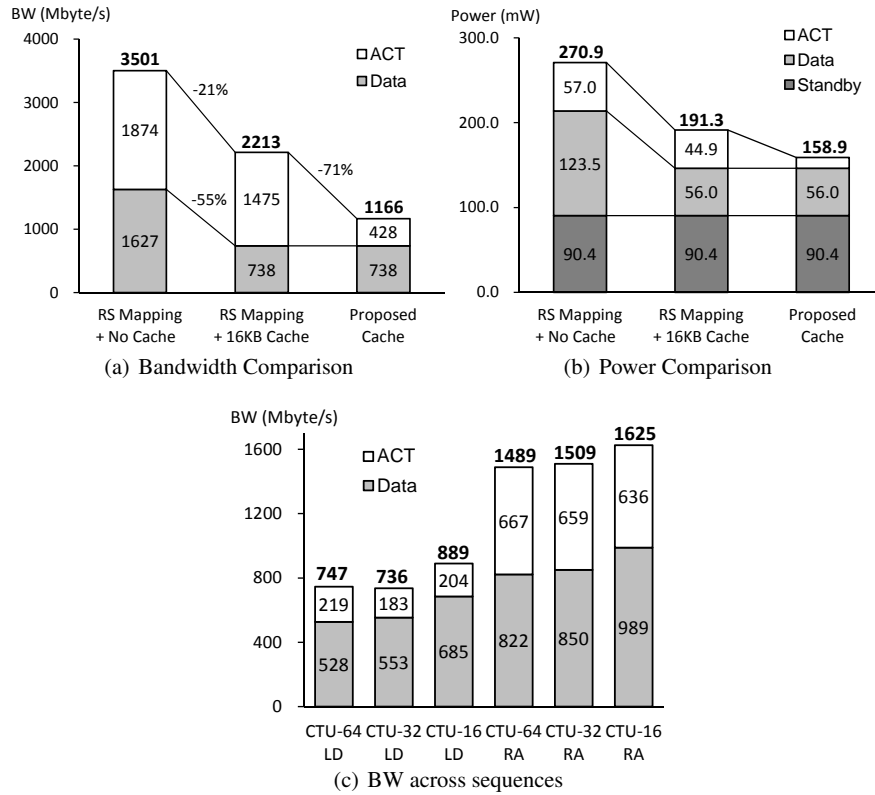 BW (Mbyte/s)
4000
3000
2000
1000
0
ACT
Data
3501
1874
1627
-21%
-55%
2213
1475
738
-71%
1166
428
738
RS Mapping
+ No Cache
RS Mapping
+ 16KB Cache
Proposed
Cache
(a) Bandwidth Comparison
Power (mW)
300.0
200.0
100.0
0.0
ACT
Data
Standby
270.9
57.0
123.5
90.4
191.3
44.9
56.0
90.4
158.9
56.0
90.4
RS Mapping
+ No Cache
RS Mapping
+ 16KB Cache
Proposed
Cache
(b) Power Comparison
BW (Mbyte/s)
1600
1200
800
400
0
ACT
Data
747
219
528
736
183
553
889
204
685
1489
667
822
1509
659
850
1625
636
989
CTU-64
LD
CTU-32
LD
CTU-16
LD
CTU-64
RA
CTU-32
RA
CTU-16
RA
(c) BW across sequences